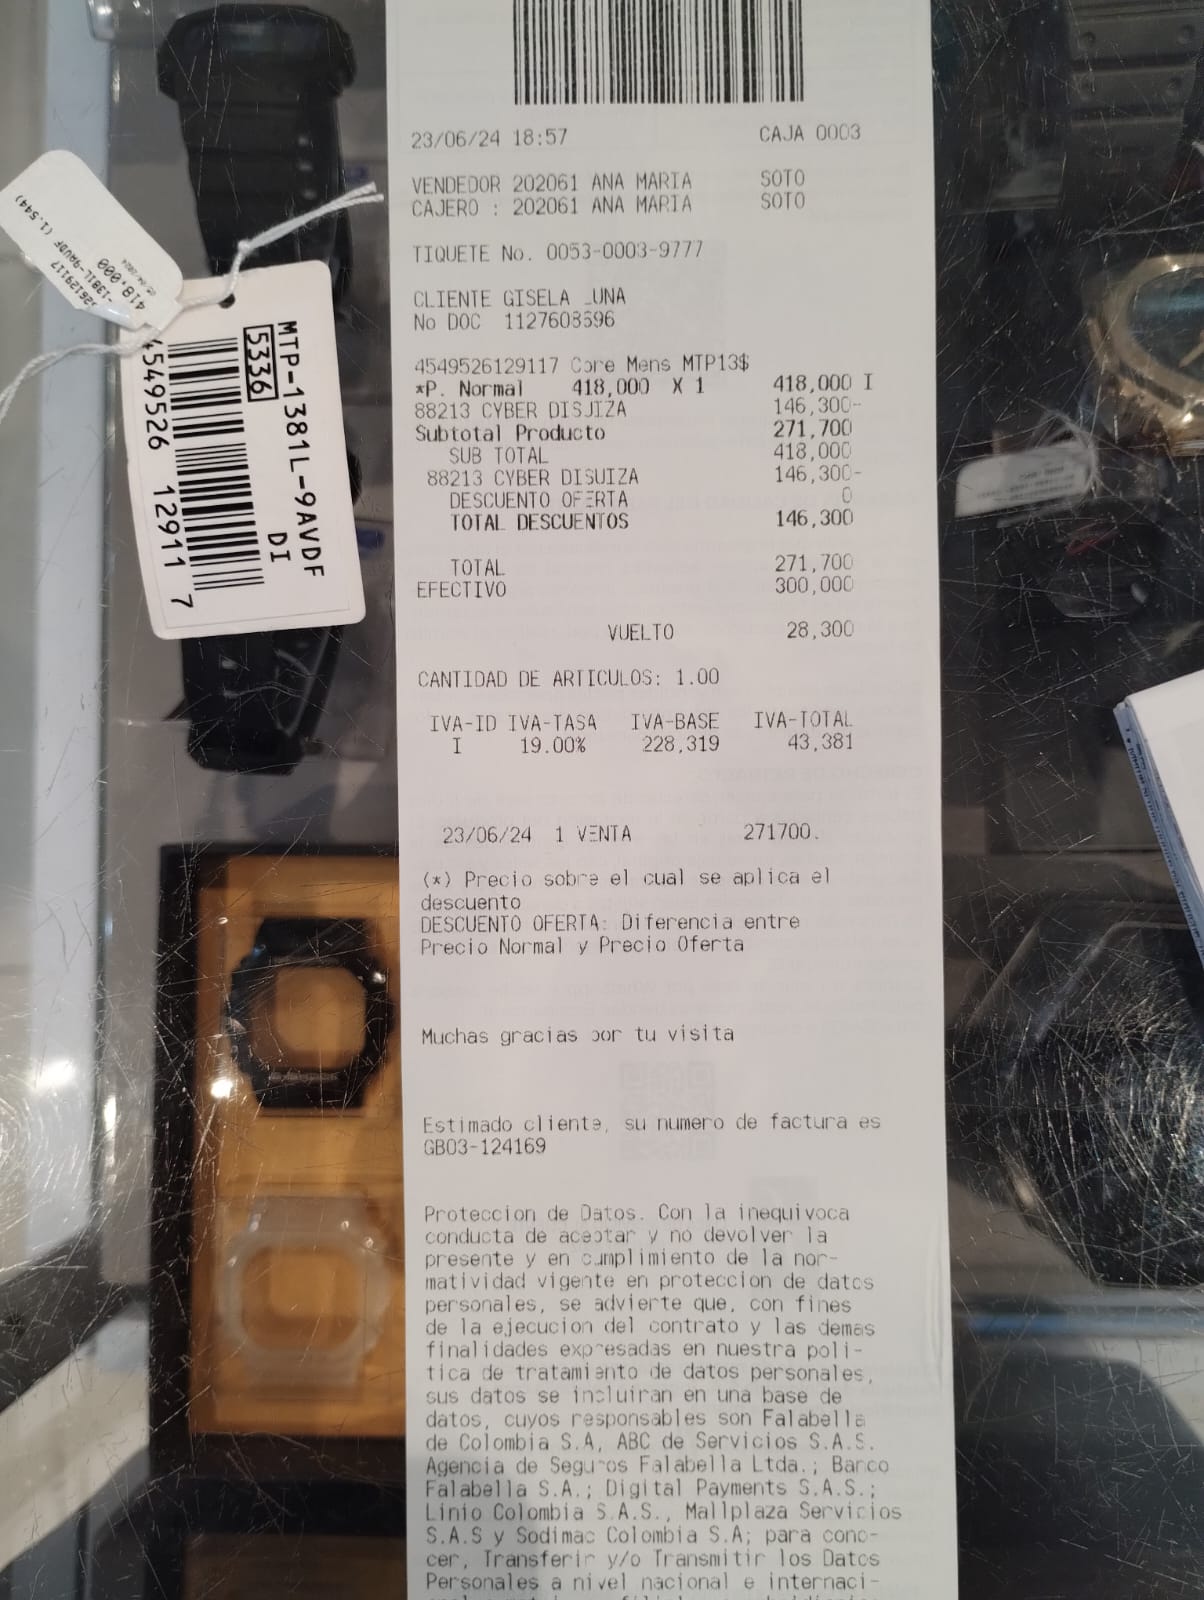 23/06/24 18:57 CAJA 0003
VENDEDOR 202061 ANA MARIA SOTO
CAJERO : 202061 ANA MARIA SOTO
TIQUETE No. 0053-0003-9777
CLIENTE GISELA LUNA
No DOC 1127603596
4549526129117 Core Mens MTP13$
*P. Normal 418,000 X 1 418,000 I
88213 CYBER DISUIZA 146,300-
Subtotal Producto 271,700
SUB TOTAL 418,000
88213 CYBER DISUIZA 146,300-
DESCUENTO OFERTA 0
TOTAL DESCUENTOS 146,300
TOTAL 271,700
EFECTIVO 300,000
VUELTO 28,300
CANTIDAD DE ARTICULOS: 1.00
IVA-ID IVA-TASA IVA-BASE IVA-TOTAL
I 19.00% 228,319 43,381
23/06/24 1 VENTA 271700.
(*) Precio sobre el cual se aplica el
descuento
DESCUENTO OFERTA: Diferencia entre
Precio Normal y Precio Oferta
Muchas gracias por tu visita
Estimado cliente, su numero de factura es
GB03-124169
Proteccion de Datos. Con la inequivoca
conducta de aceptar y no devolver la
presente y en cumplimiento de la nor-
matividad vigente en proteccion de datos
personales, se advierte que, con fines
de la ejecucion del contrato y las demas
finalidades expresadas en nuestra poli-
tica de tratamiento de datos personales,
sus datos se incluiran en una base de
datos, cuyos responsables son Falabella
de Colombia S.A, ABC de Servicios S.A.S.
Agencia de Seguros Falabella Ltda.; Banco
Falabella S.A.; Digital Payments S.A.S.;
Linio Colombia S.A.S., Mallplaza Servicios
S.A.S y Sodimac Colombia S.A; para cono-
cer, Transferir y/o Transmitir los Datos
Personales a nivel nacional e internaci-
MTP-1381L-9AVDF
DI
5336
4549526 12911 7
-1381L-9AVDF (1.544)
418,000